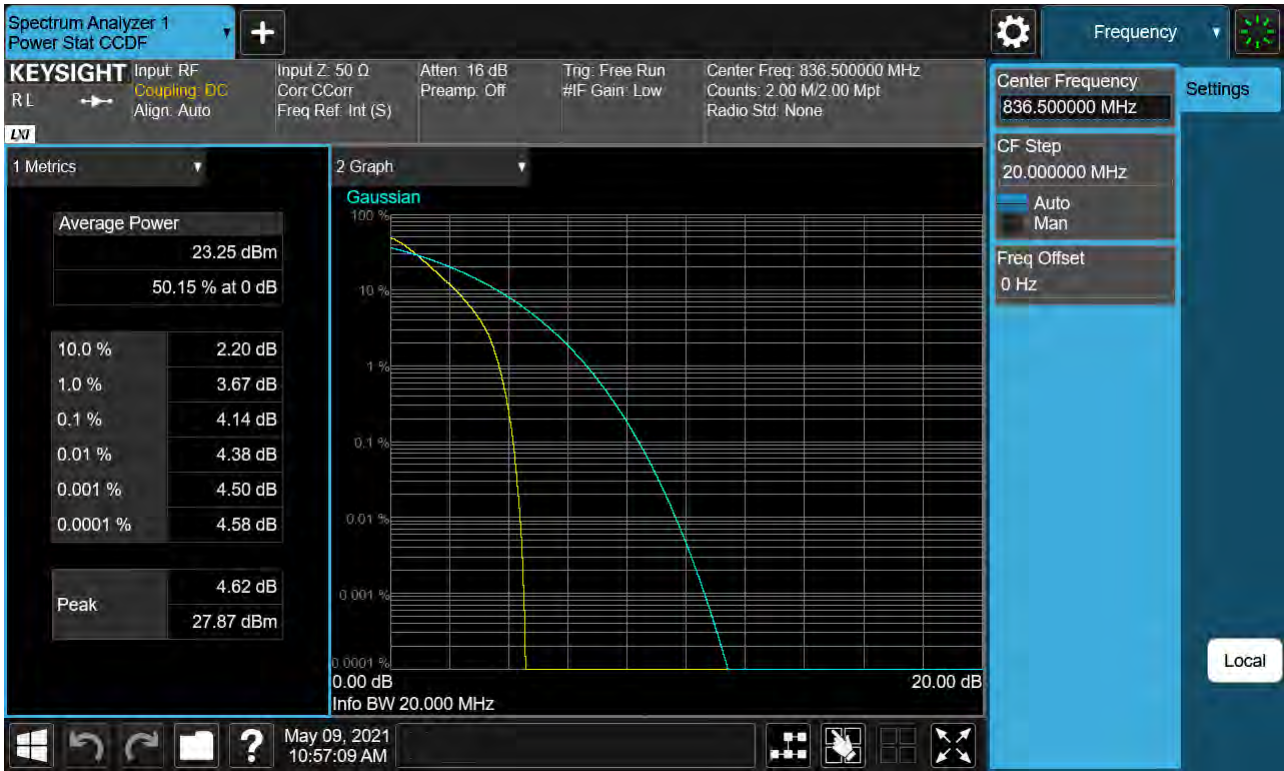 Spectrum Analyzer 1
Power Stat CCDF
Frequency
KEYSIGHT
RL
LXI
Input: RF
Coupling: DC
Align: Auto
Input Z: 50 Ω
Corr CCorr
Freq Ref: Int (S)
Atten: 16 dB
Preamp: Off
Trig: Free Run
#IF Gain: Low
Center Freq: 836.500000 MHz
Counts: 2.00 M/2.00 Mpt
Radio Std: None
Center Frequency
836.500000 MHz
Settings
CF Step
20.000000 MHz
Auto
Man
Freq Offset
0 Hz
Local
1 Metrics
Average Power
23.25 dBm
50.15 % at 0 dB
10.0 % 2.20 dB
1.0 % 3.67 dB
0.1 % 4.14 dB
0.01 % 4.38 dB
0.001 % 4.50 dB
0.0001 % 4.58 dB
Peak
4.62 dB
27.87 dBm
2 Graph
Gaussian
100 %
10 %
1 %
0.1 %
0.01 %
0.001 %
0.0001 %
0.00 dB 20.00 dB
Info BW 20.000 MHz
?
May 09, 2021
10:57:09 AM